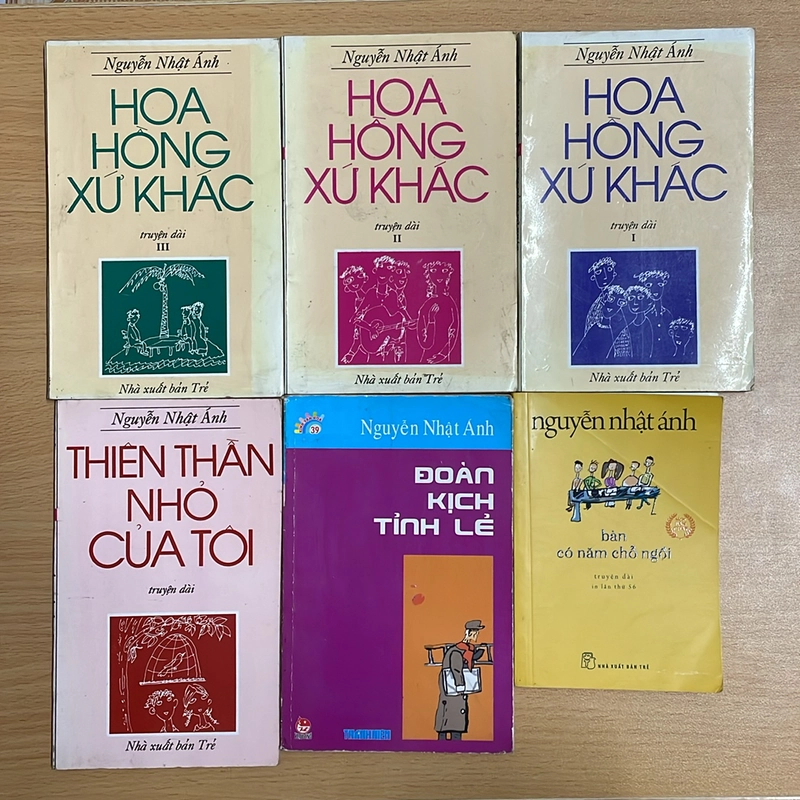 Nguyễn Nhật Ánh
HOA
HỒNG
XỨ KHÁC
truyện dài
III
Nhà xuất bản Trẻ
Nguyễn Nhật Ánh
HOA
HỒNG
XỨ KHÁC
truyện dài
II
Nhà xuất bản Trẻ
Nguyễn Nhật Ánh
HOA
HỒNG
XỨ KHÁC
truyện dài
I
Nhà xuất bản Trẻ
Nguyễn Nhật Ánh
THIÊN THẦN
NHỎ
CỦA TÔI
truyện dài
Nhà xuất bản Trẻ
39
Nguyễn Nhật Ánh
ĐOÀN
KỊCH
TỈNH LẺ
nguyễn nhật ánh
bàn
có năm chỗ ngồi
truyện dài
in lần thứ 36
NHÀ XUẤT BẢN TRẺ